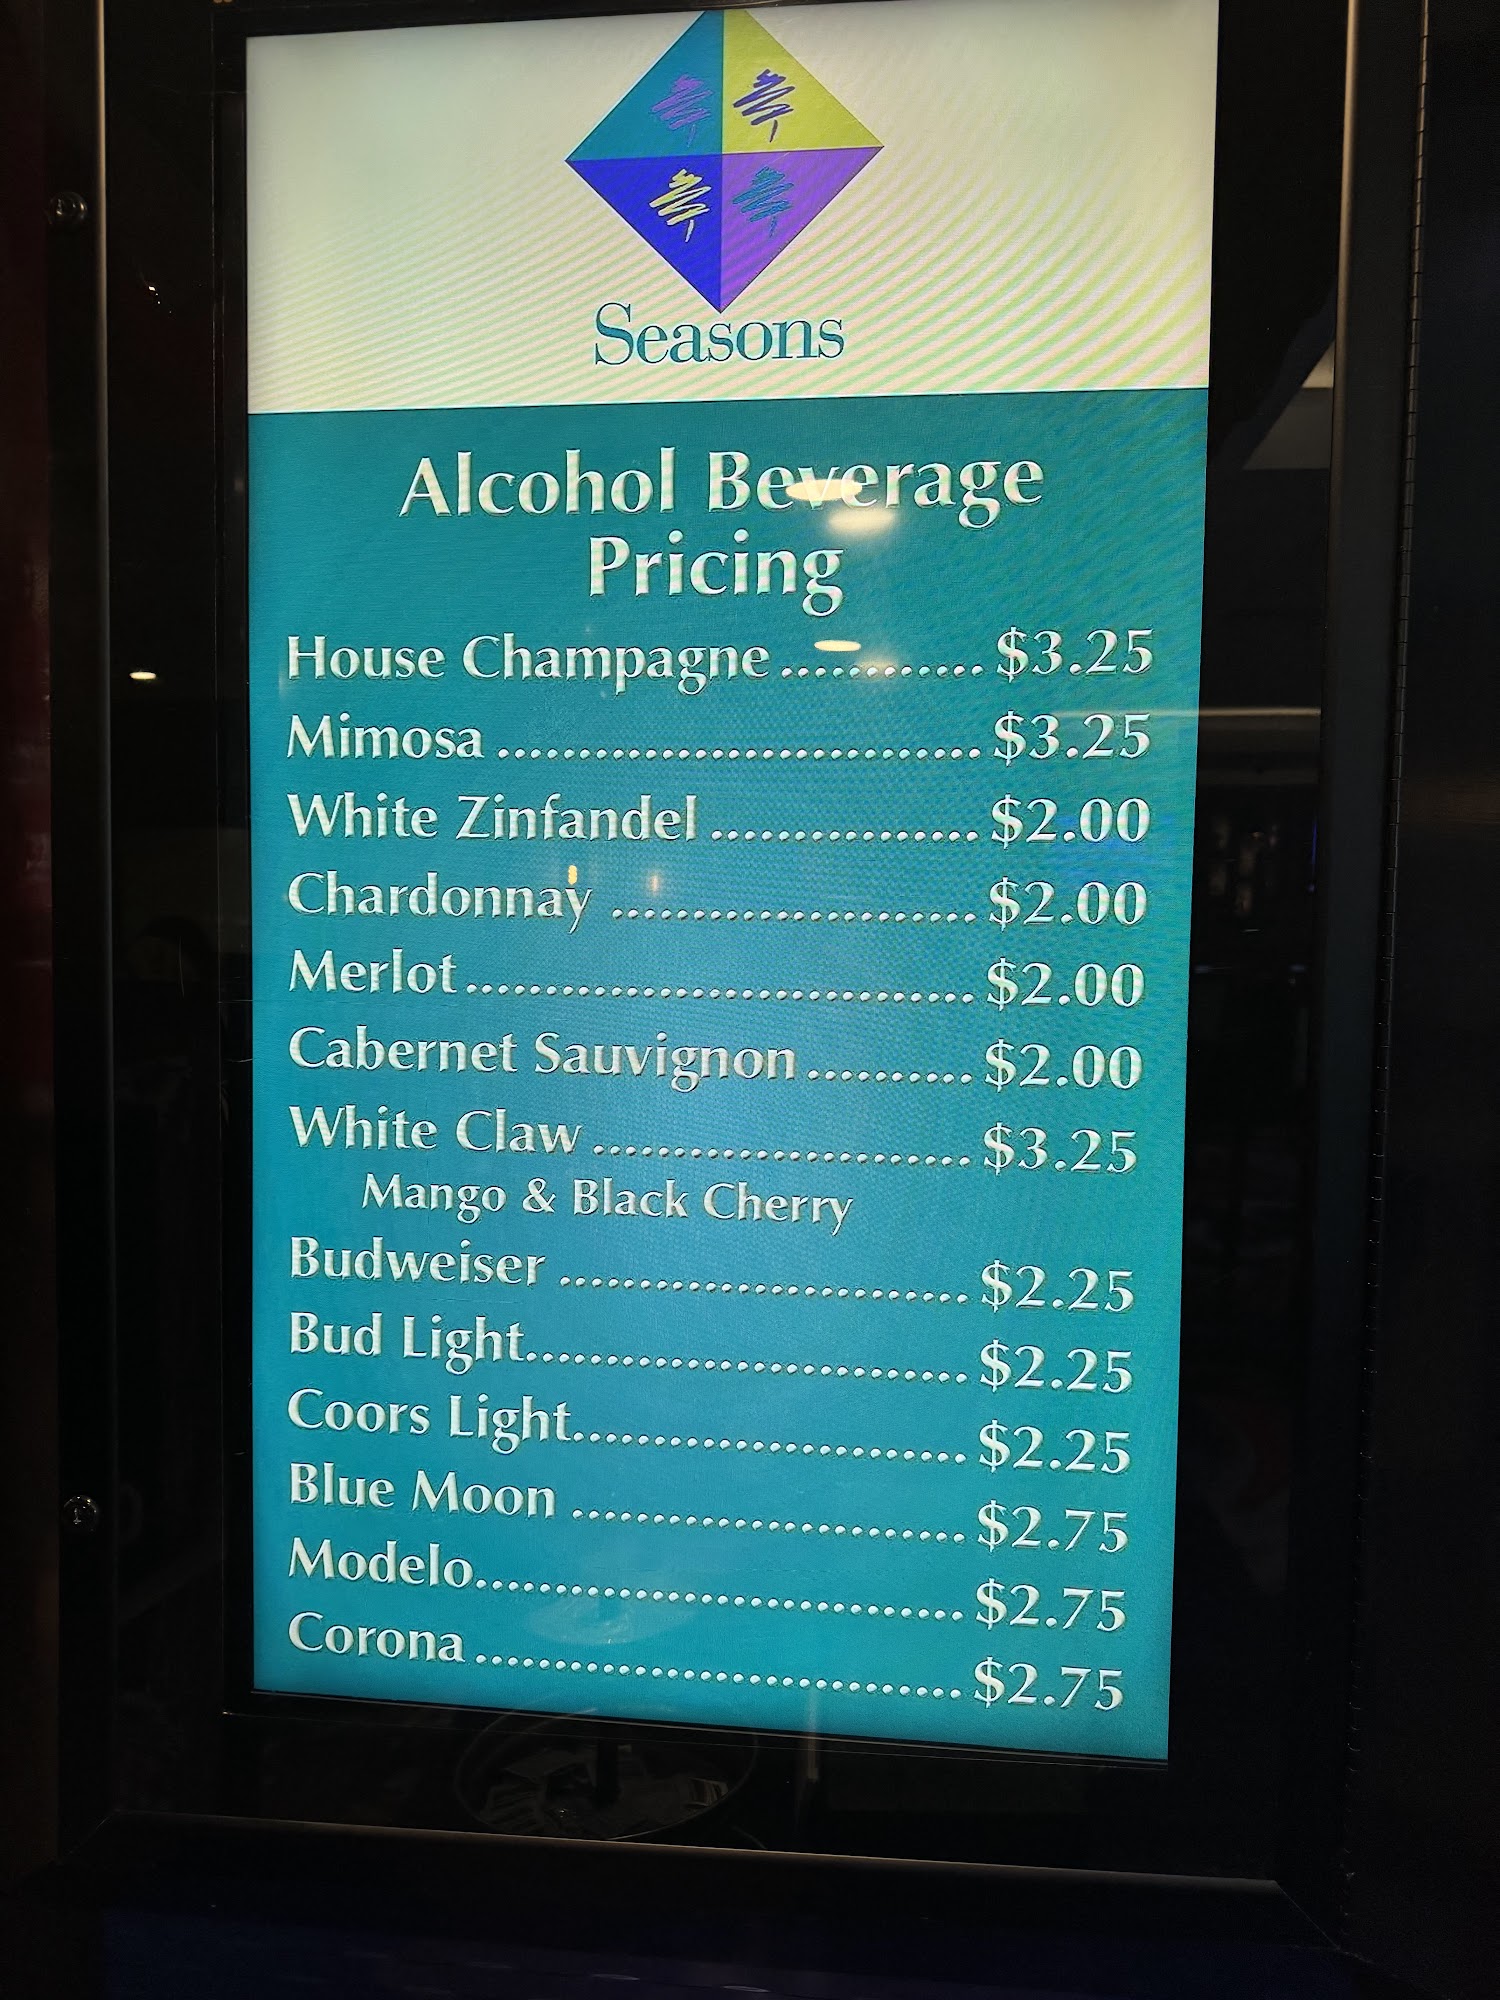 Seasons
Alcohol Beverage
Pricing
House Champagne ............ $3.25
Mimosa .............................. $3.25
White Zinfandel ................. $2.00
Chardonnay ....................... $2.00
Merlot................................ $2.00
Cabernet Sauvignon .......... $2.00
White Claw ........................ $3.25
Mango & Black Cherry
Budweiser .......................... $2.25
Bud Light............................ $2.25
Coors Light......................... $2.25
Blue Moon ......................... $2.75
Modelo............................... $2.75
Corona ............................... $2.75